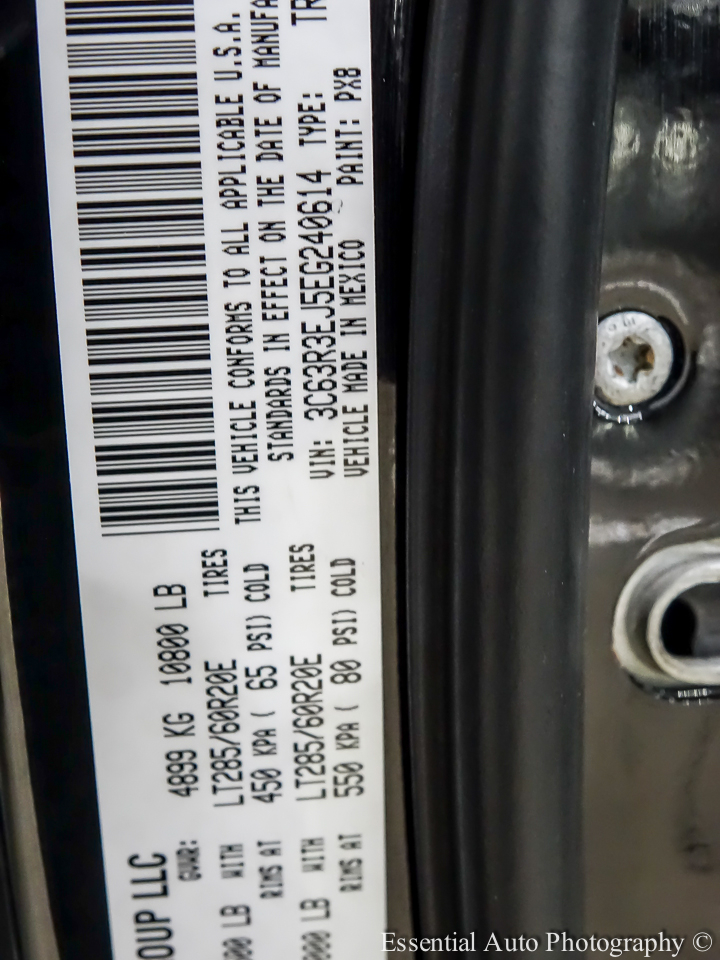 OUP LLC
GVWR: 4899 KG 10800 LB
00 LB WITH LT285/60R20E TIRES
RIMS AT 450 KPA ( 65 PSI) COLD
000 LB WITH LT285/60R20E TIRES
RIMS AT 550 KPA ( 80 PSI) COLD
THIS VEHICLE CONFORMS TO ALL APPLICABLE U.S.A.
STANDARDS IN EFFECT ON THE DATE OF MANUFA
VIN: 3C63R3EJ5EG240614 TYPE: TR
VEHICLE MADE IN MEXICO PAINT: PX8
Essential Auto Photography ©